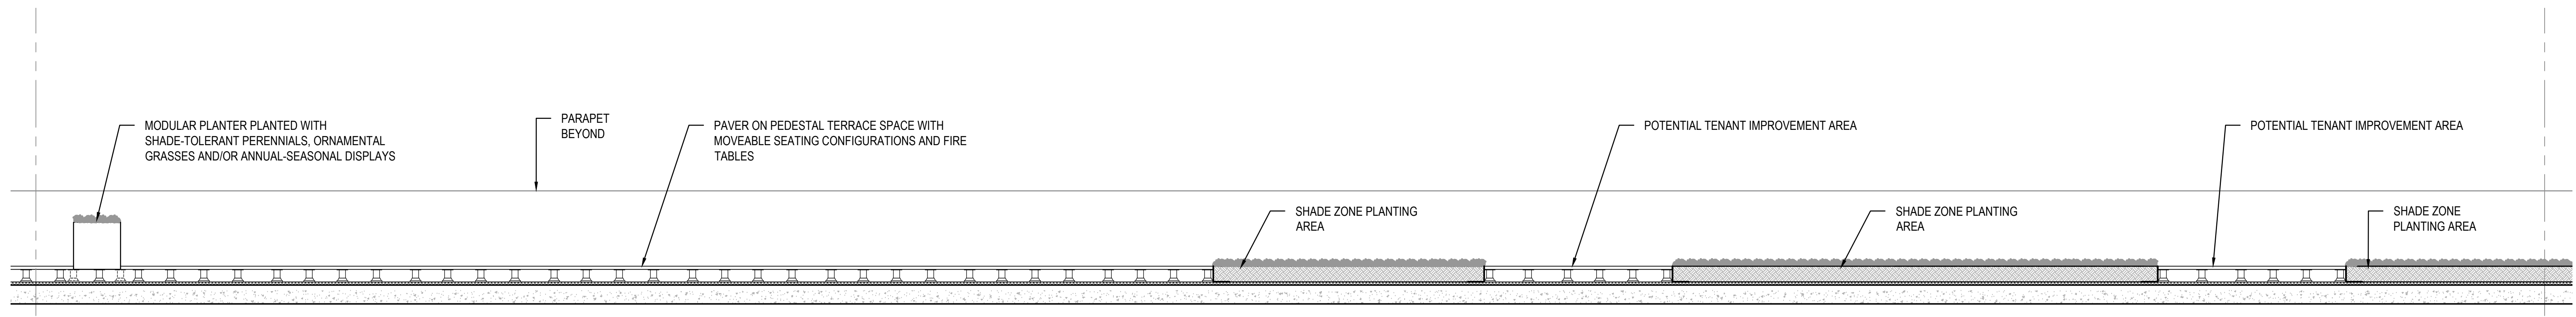 MODULAR PLANTER PLANTED WITH
SHADE-TOLERANT PERENNIALS, ORNAMENTAL
GRASSES AND/OR ANNUAL-SEASONAL DISPLAYS
PARAPET
BEYOND
PAVER ON PEDESTAL TERRACE SPACE WITH
MOVEABLE SEATING CONFIGURATIONS AND FIRE
TABLES
SHADE ZONE PLANTING
AREA
POTENTIAL TENANT IMPROVEMENT AREA
SHADE ZONE PLANTING
AREA
POTENTIAL TENANT IMPROVEMENT AREA
SHADE ZONE
PLANTING AREA